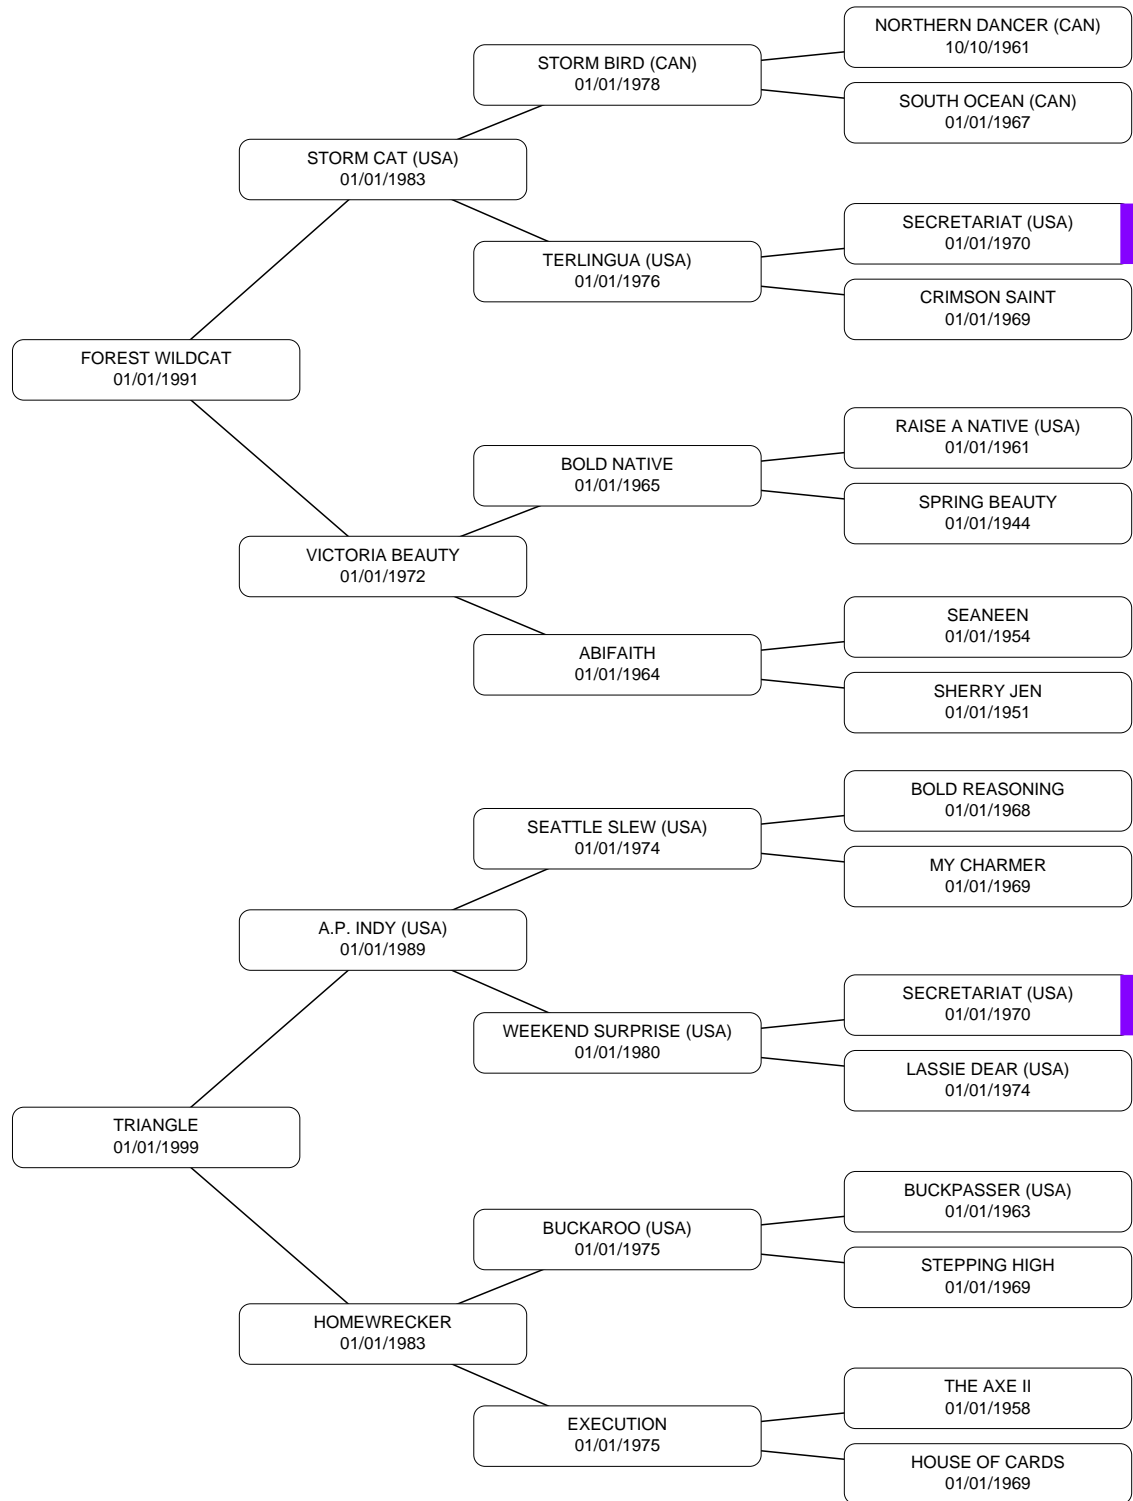 NORTHERN DANCER (CAN)
10/10/1961
STORM BIRD (CAN)
01/01/1978
SOUTH OCEAN (CAN)
01/01/1967
STORM CAT (USA)
01/01/1983
SECRETARIAT (USA)
01/01/1970
TERLINGUA (USA)
01/01/1976
CRIMSON SAINT
01/01/1969
FOREST WILDCAT
01/01/1991
RAISE A NATIVE (USA)
01/01/1961
BOLD NATIVE
01/01/1965
SPRING BEAUTY
01/01/1944
VICTORIA BEAUTY
01/01/1972
SEANEEN
01/01/1954
ABIFAITH
01/01/1964
SHERRY JEN
01/01/1951
BOLD REASONING
01/01/1968
SEATTLE SLEW (USA)
01/01/1974
MY CHARMER
01/01/1969
A.P. INDY (USA)
01/01/1989
SECRETARIAT (USA)
01/01/1970
WEEKEND SURPRISE (USA)
01/01/1980
LASSIE DEAR (USA)
01/01/1974
TRIANGLE
01/01/1999
BUCKPASSER (USA)
01/01/1963
BUCKAROO (USA)
01/01/1975
STEPPING HIGH
01/01/1969
HOMEWRECKER
01/01/1983
THE AXE II
01/01/1958
EXECUTION
01/01/1975
HOUSE OF CARDS
01/01/1969